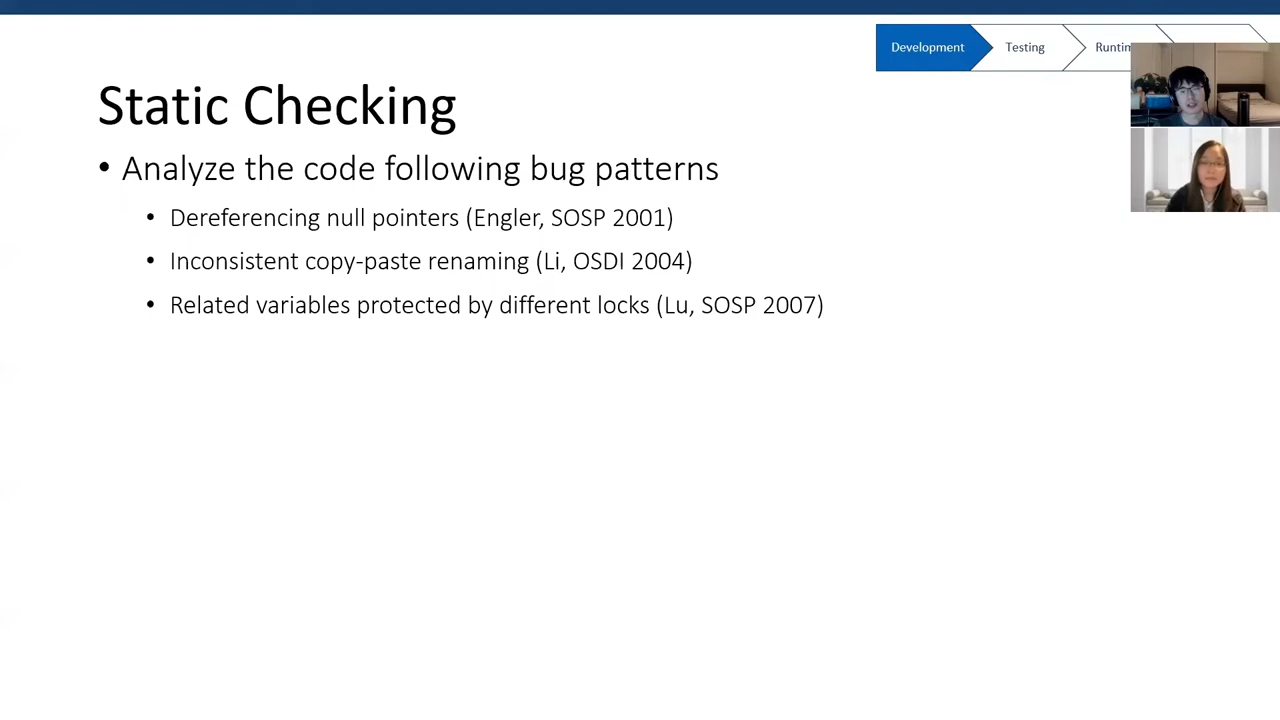 Development
Testing
Static Checking
• Analyze the code following bug patterns
• Dereferencing null pointers (Engler, SOSP 2001)
• Inconsistent copy-paste renaming (Li, OSDI 2004)
• Related variables protected by different locks (Lu, SOSP 2007)